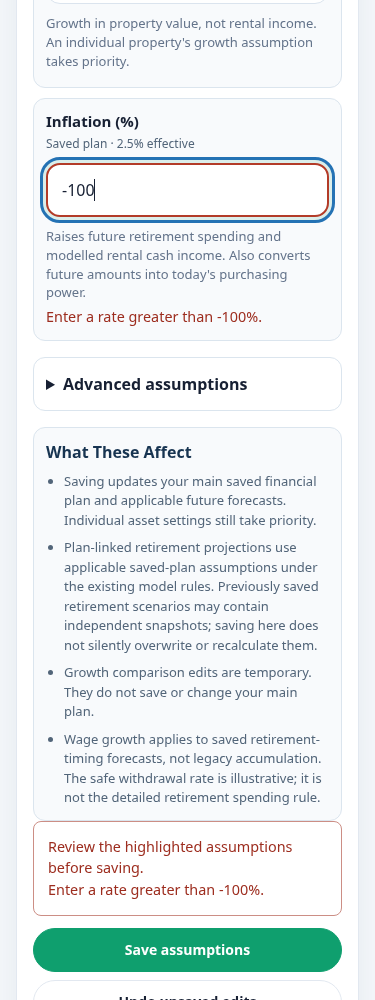 Growth in property value, not rental income.
An individual property's growth assumption
takes priority.
Inflation (%)
Saved plan · 2.5% effective
-100
Raises future retirement spending and
modelled rental cash income. Also converts
future amounts into today's purchasing
power.
Enter a rate greater than -100%.
Advanced assumptions
What These Affect
Saving updates your main saved financial
plan and applicable future forecasts.
Individual asset settings still take priority.
Plan-linked retirement projections use
applicable saved-plan assumptions under
the existing model rules. Previously saved
retirement scenarios may contain
independent snapshots; saving here does
not silently overwrite or recalculate them.
Growth comparison edits are temporary.
They do not save or change your main
plan.
Wage growth applies to saved retirement-
timing forecasts, not legacy accumulation.
The safe withdrawal rate is illustrative; it is
not the detailed retirement spending rule.
Review the highlighted assumptions
before saving.
Enter a rate greater than -100%.
Save assumptions
Undo unsaved edits